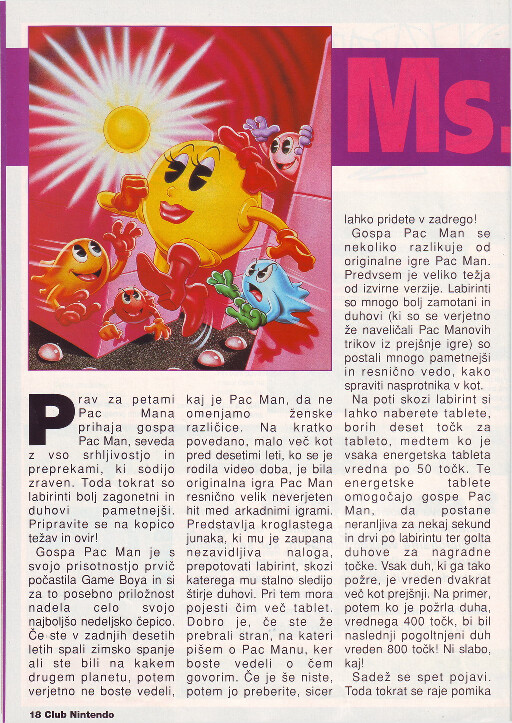 Ms.
Prav za petami
Pac Mana
prihaja gospa
Pac Man, seveda
z vso srhljivostjo in
preprekami, ki sodijo
zraven. Toda tokrat so
labirinti bolj zagonetni in
duhovi pametnejši.
Pripravite se na kopico
težav in ovir!
Gospa Pac Man je s
svojo prisotnostjo prvič
počastila Game Boya in si
za to posebno priložnost
nadela celo svojo
najboljšo nedeljsko čepico.
Če ste v zadnjih desetih
letih spali zimsko spanje
ali ste bili na kakem
drugem planetu, potem
verjetno ne boste vedeli,
kaj je Pac Man, da ne
omenjamo ženske
različice. Na kratko
povedano, malo več kot
pred desetimi leti, ko se je
rodila video doba, je bila
originalna igra Pac Man
resnično velik neverjeten
hit med arkadnimi igrami.
Predstavlja kroglastega
junaka, ki mu je zaupana
nezavidljiva naloga,
prepotovati labirint, skozi
katerega mu stalno sledijo
štirje duhovi. Pri tem mora
pojesti čim več tablet.
Dobro je, če ste že
prebrali stran, na kateri
pišem o Pac Manu, ker
boste vedeli o čem
govorim. Če je še niste,
potem jo preberite, sicer
lahko pridete v zadrego!
Gospa Pac Man se
nekoliko razlikuje od
originalne igre Pac Man.
Predvsem je veliko težja
od izvirne verzije. Labirinti
so mnogo bolj zamotani in
duhovi (ki so se verjetno
že naveličali Pac Manovih
trikov iz prejšnje igre) so
postali mnogo pametnejši
in resnično vedo, kako
spraviti nasprotnika v kot.
Na poti skozi labirint si
lahko naberete tablete,
borih deset točk za
tableto, medtem ko je
vsaka energetska tableta
vredna po 50 točk. Te
energetske tablete
omogočajo gospe Pac
Man, da postane
neranljiva za nekaj sekund
in drvi po labirintu ter golta
duhove za nagradne
točke. Vsak duh, ki ga tako
požre, je vreden dvakrat
več kot prejšnji. Na primer,
potem ko je požrla duha,
vrednega 400 točk, bi bil
naslednji pogoltnjeni duh
vreden 800 točk! Ni slabo,
kaj!
Sadež se spet pojavi.
Toda tokrat se raje pomika
18 Club Nintendo